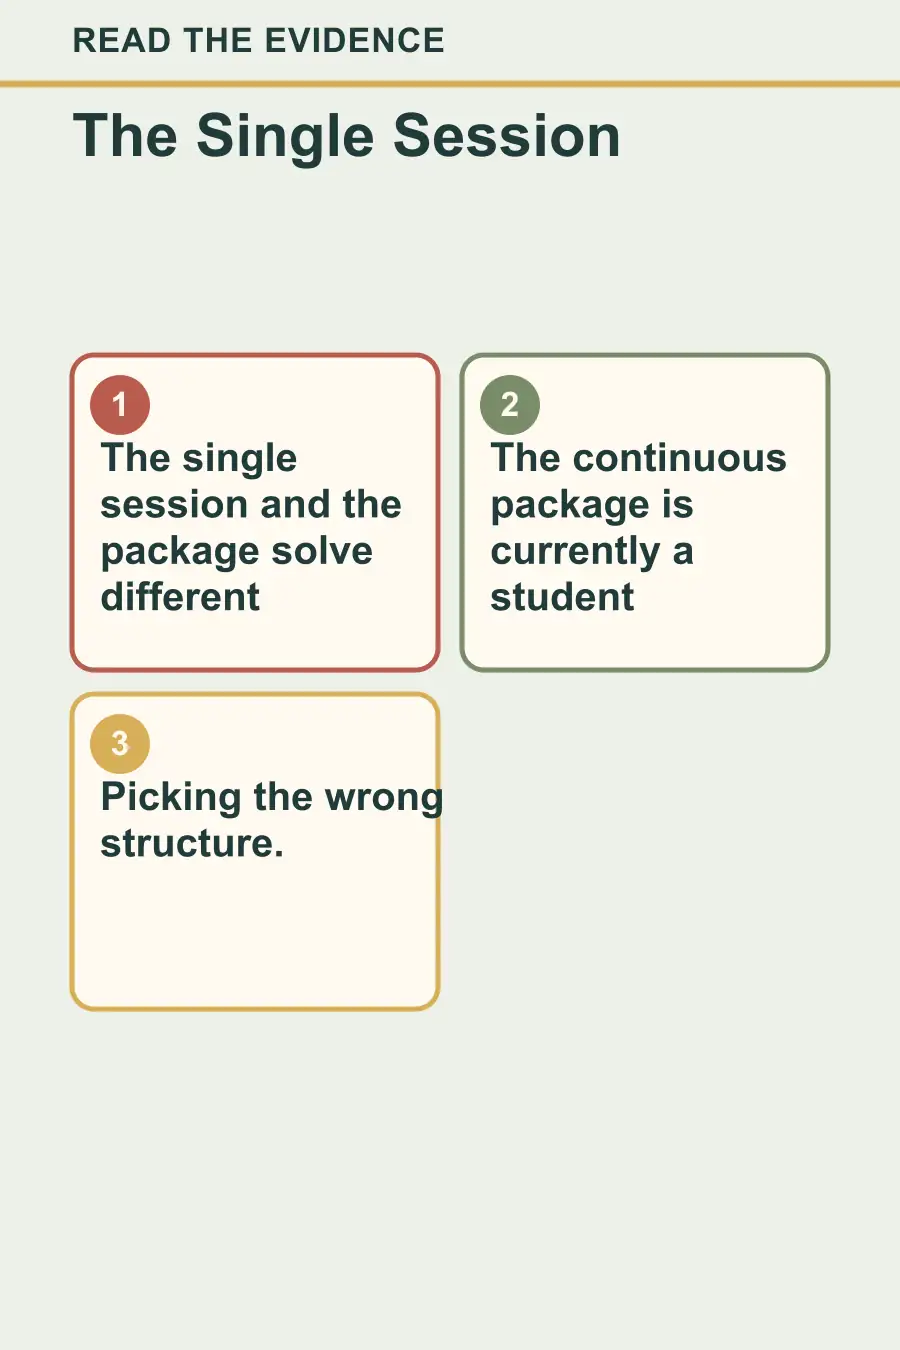 READ THE EVIDENCE
The Single Session
1
The single
session and the
package solve
different
2
The continuous
package is
currently a
student
3
Picking the wrong
structure.